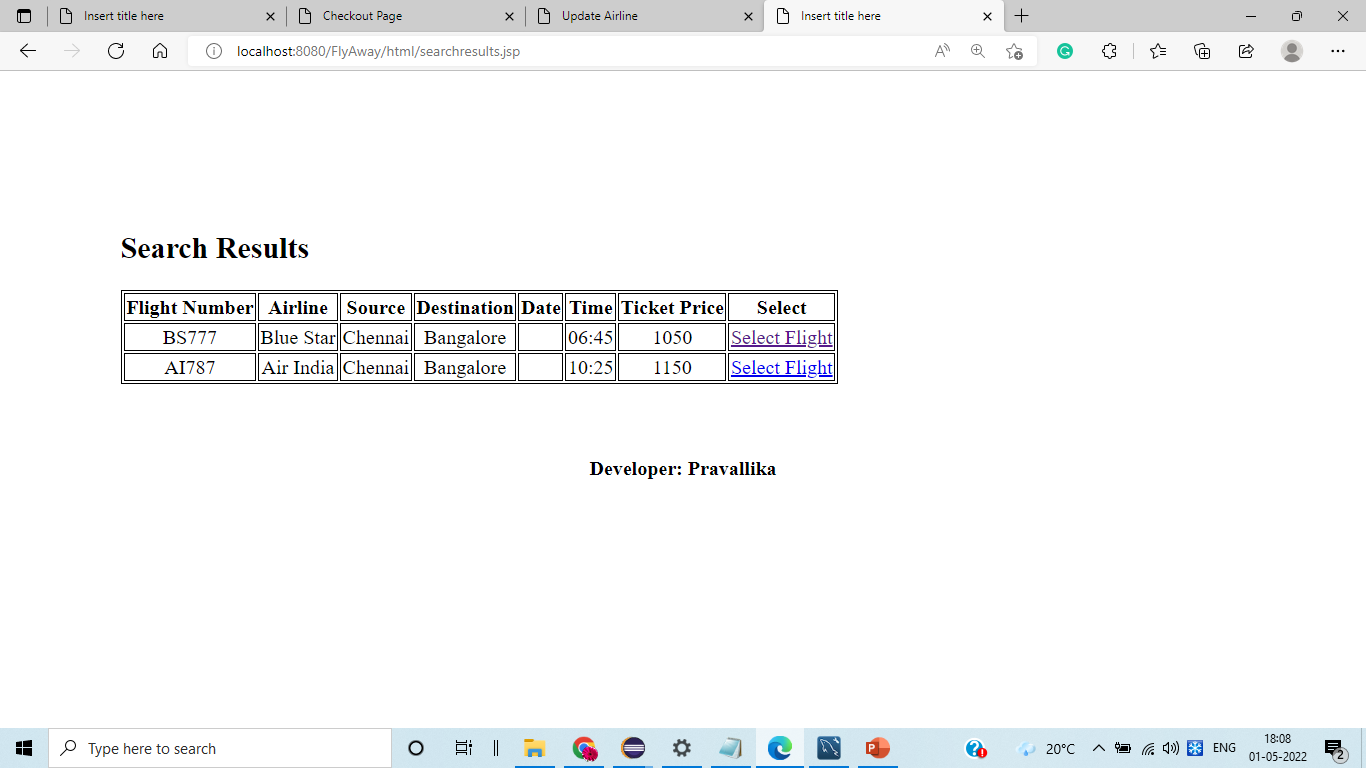 Insert title here Checkout Page Update Airline Insert title here
localhost:8080/FlyAway/html/searchresults.jsp
Search Results
Flight Number Airline Source Destination Date Time Ticket Price Select
BS777 Blue Star Chennai Bangalore 06:45 1050 Select Flight
AI787 Air India Chennai Bangalore 10:25 1150 Select Flight
Developer: Pravallika
Type here to search 20°C ENG 18:08
01-05-2022 2